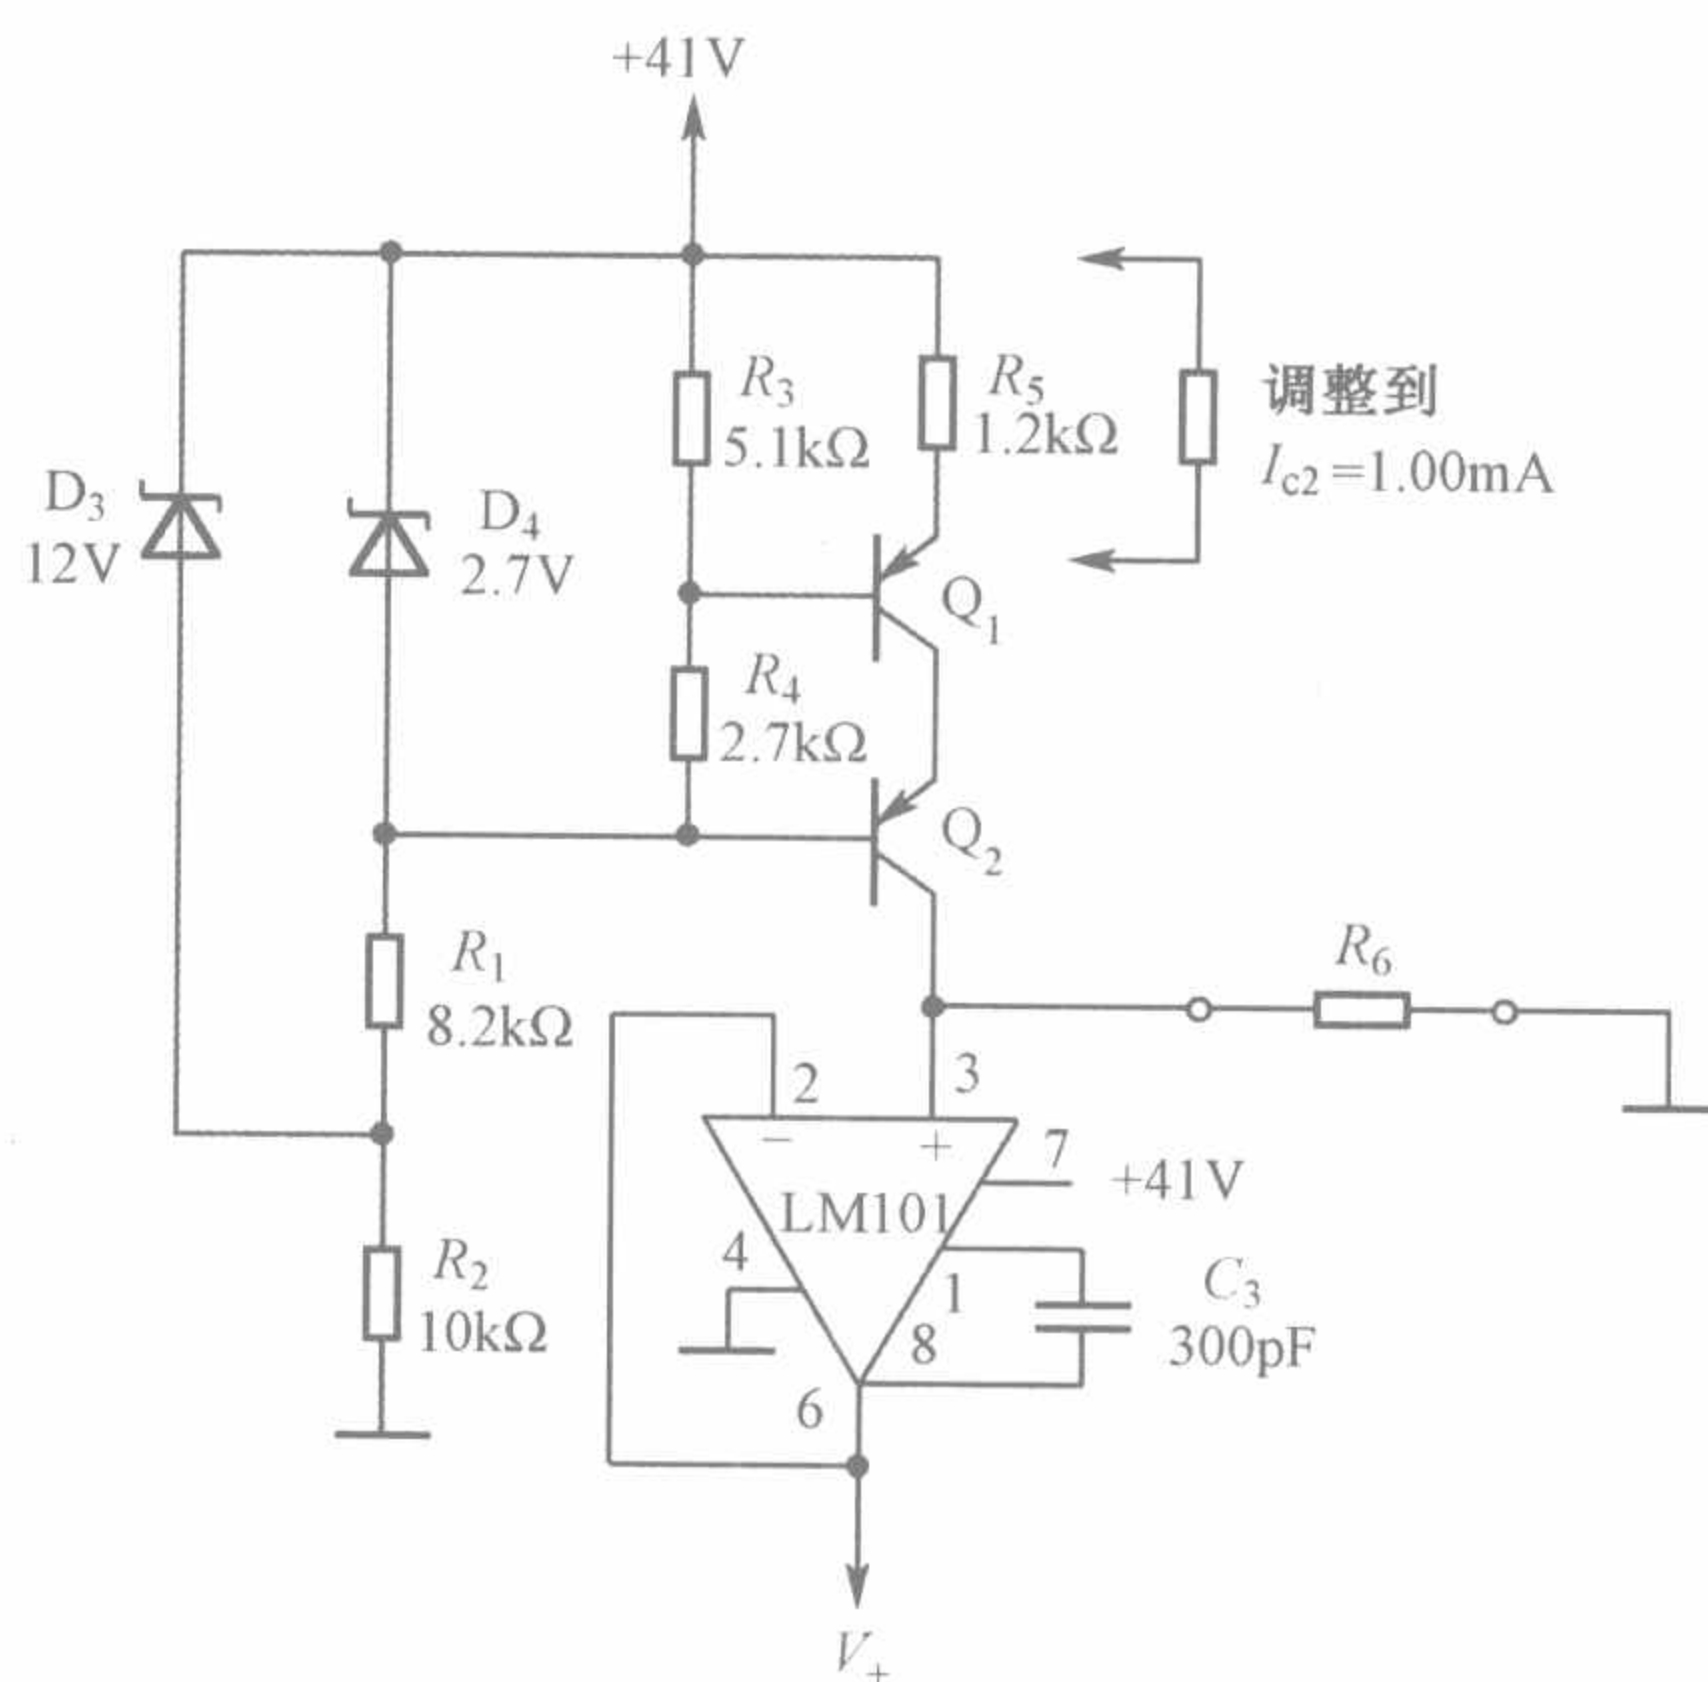 +41V
R3
5.1kΩ
R5
1.2kΩ
调整到
Ic2 =1.00mA
D3
12V
D4
2.7V
Q1
R4
2.7kΩ
Q2
R1
8.2kΩ
R6
2
3
−
+
7
+41V
LM101
4
1
8
C3
300pF
R2
10kΩ
6
V+